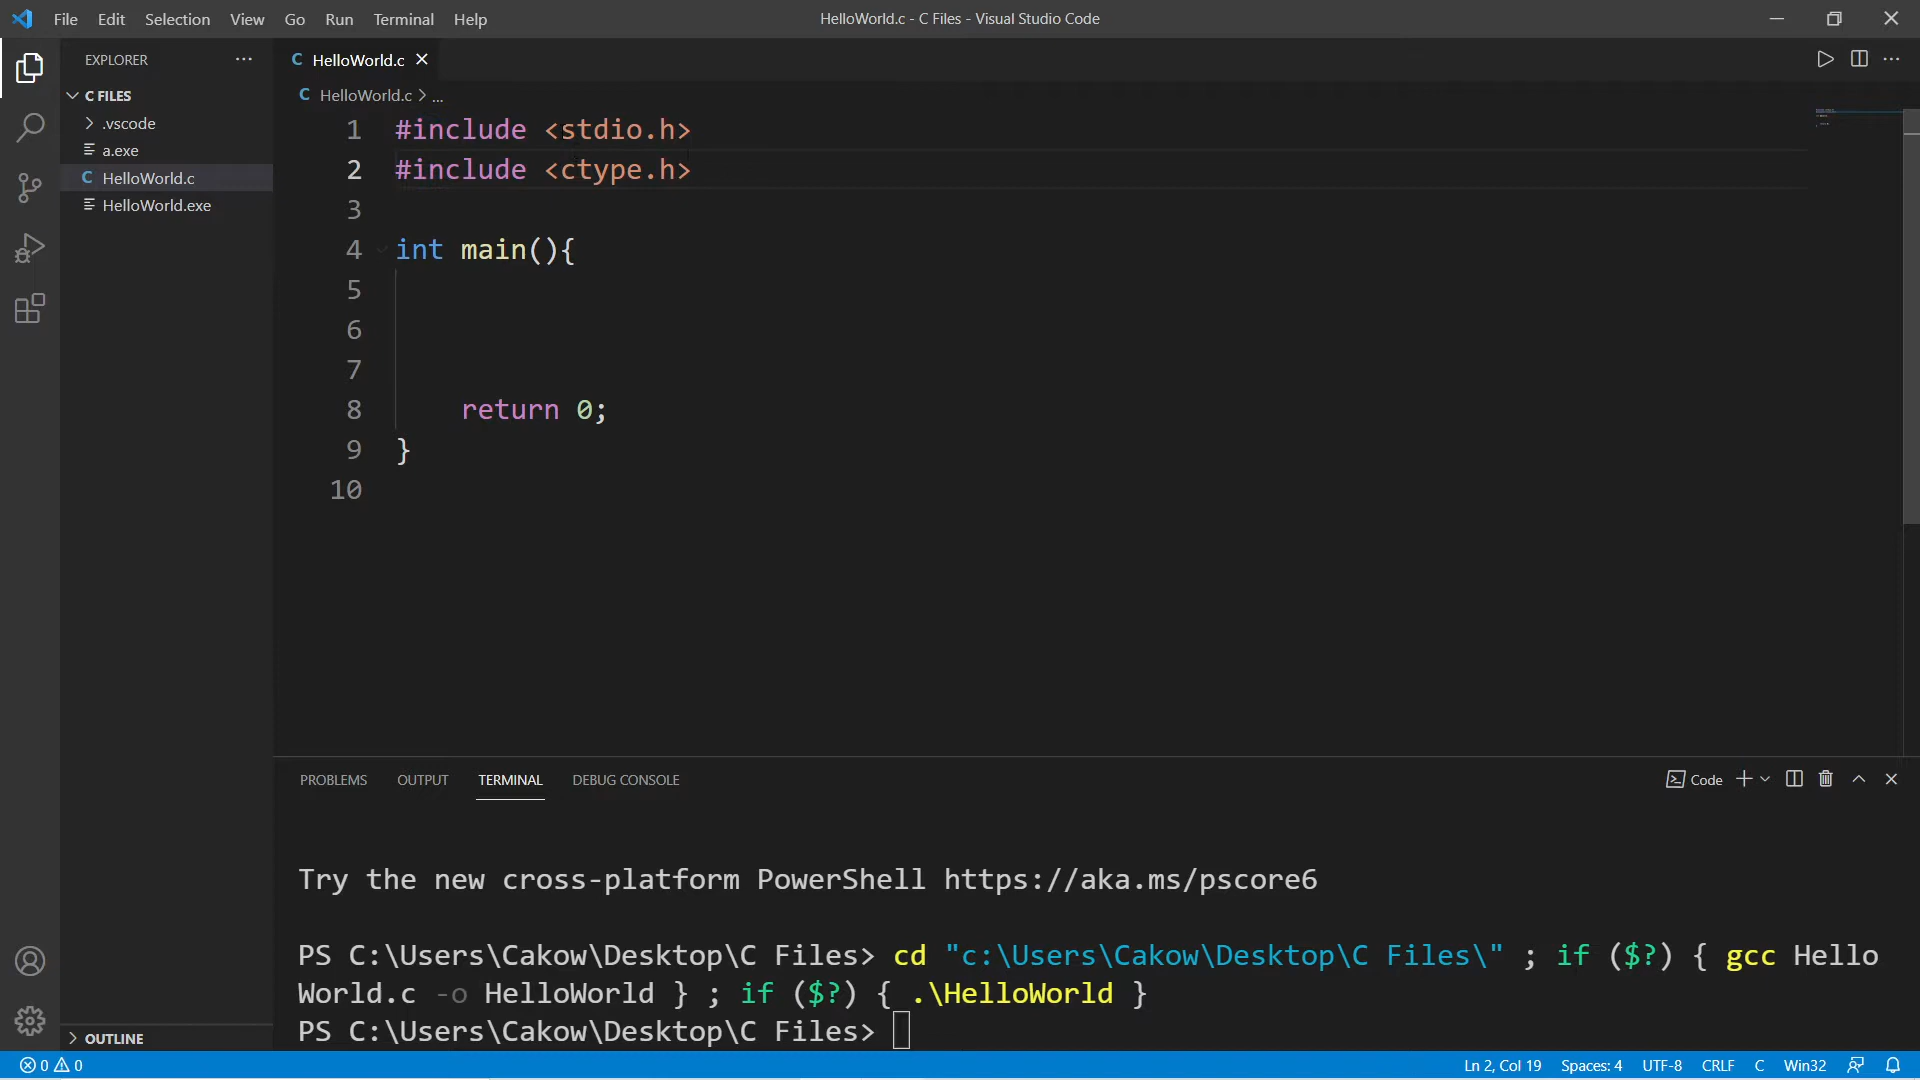 File Edit Selection View Go Run Terminal Help
HelloWorld.c - C Files - Visual Studio Code
EXPLORER
C FILES
.vscode
a.exe
C HelloWorld.c
HelloWorld.exe
OUTLINE
C HelloWorld.c
C HelloWorld.c > ...
1 #include <stdio.h>
2 #include <ctype.h>
3
4 int main(){
5
6
7
8 return 0;
9 }
10
PROBLEMS OUTPUT TERMINAL DEBUG CONSOLE
Code
Try the new cross-platform PowerShell https://aka.ms/pscore6
PS C:\Users\Cakow\Desktop\C Files> cd "c:\Users\Cakow\Desktop\C Files\" ; if ($?) { gcc Hello
World.c -o HelloWorld } ; if ($?) { .\HelloWorld }
PS C:\Users\Cakow\Desktop\C Files>
0 0
Ln 2, Col 19 Spaces: 4 UTF-8 CRLF C Win32